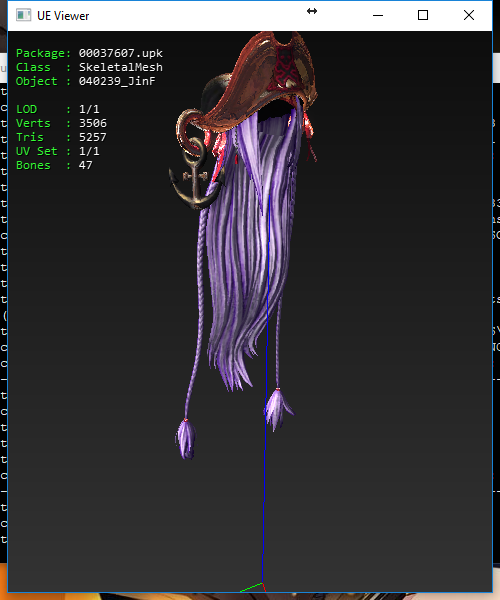 UE Viewer
Package: 00037607.upk
Class : SkeletalMesh
Object : 040239_JinF
LOD : 1/1
Verts : 3506
Tris : 5257
UV Set : 1/1
Bones : 47